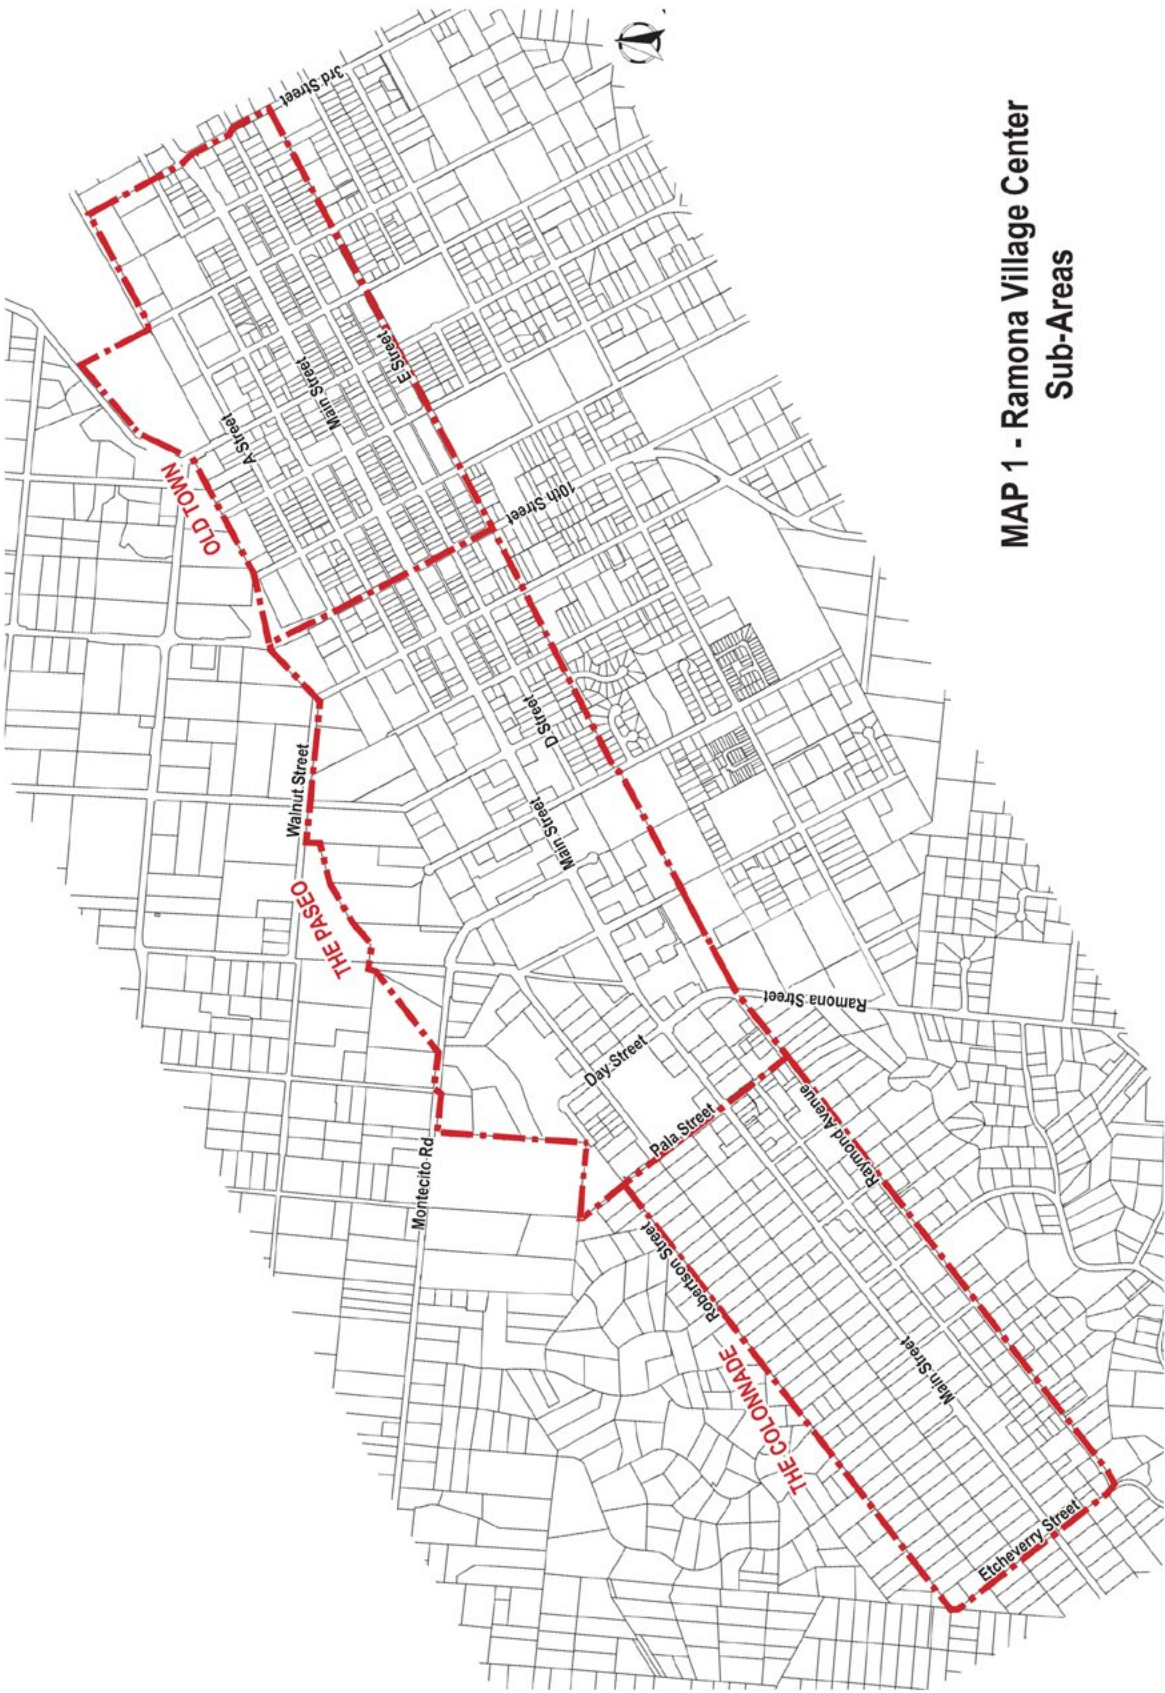 3rd Street
A Street
Main Street
E Street
OLD TOWN
10th Street
D Street
Walnut Street
Main Street
THE PASEO
Ramona Street
Day Street
Pala Street
Raymond Avenue
Montecito Rd
Robertson Street
THE COLONNADE
Main Street
Etcheverry Street
MAP 1 - Ramona Village Center
Sub-Areas